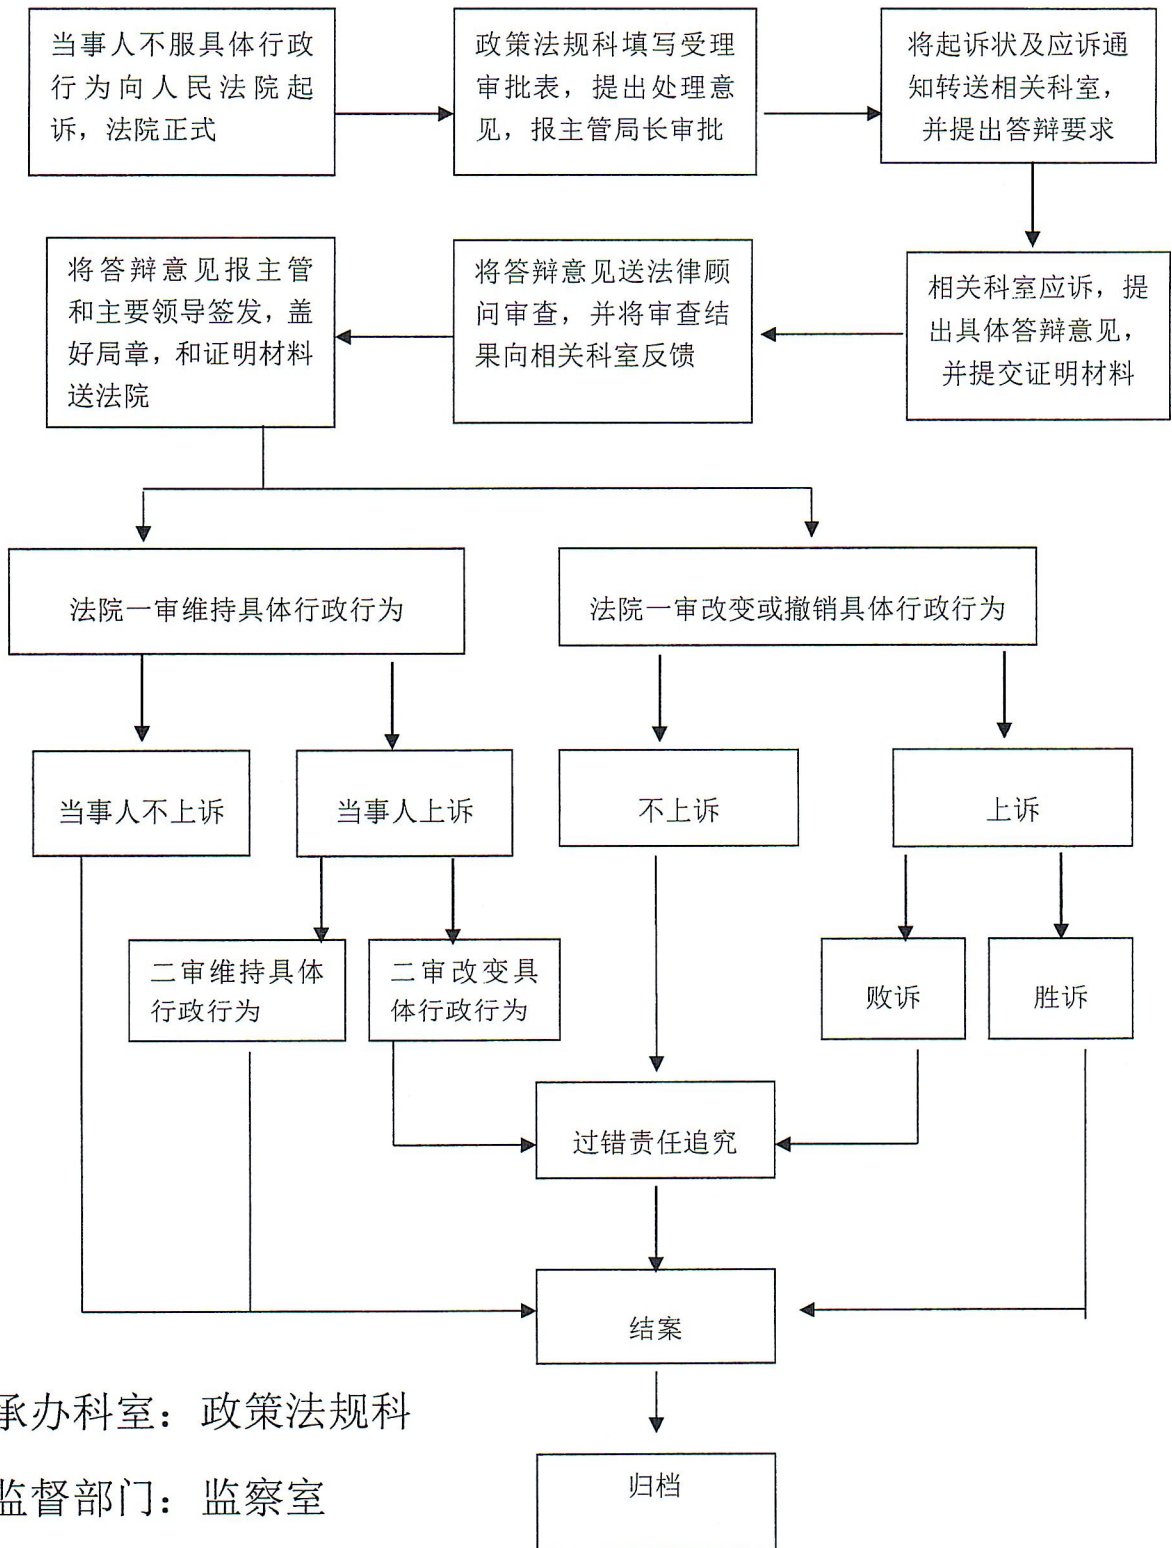 当事人不服具体行政
行为向人民法院起
诉，法院正式
政策法规科填写受理
审批表，提出处理意
见，报主管局长审批
将起诉状及应诉通
知转送相关科室，
并提出答辩要求
相关科室应诉，提
出具体答辩意见，
并提交证明材料
将答辩意见送法律顾
问审查，并将审查结
果向相关科室反馈
将答辩意见报主管
和主要领导签发，盖
好局章，和证明材料
送法院
法院一审维持具体行政行为
法院一审改变或撤销具体行政行为
当事人不上诉
当事人上诉
不上诉
上诉
二审维持具体
行政行为
二审改变具
体行政行为
败诉
胜诉
过错责任追究
结案
归档
承办科室：政策法规科
监督部门：监察室